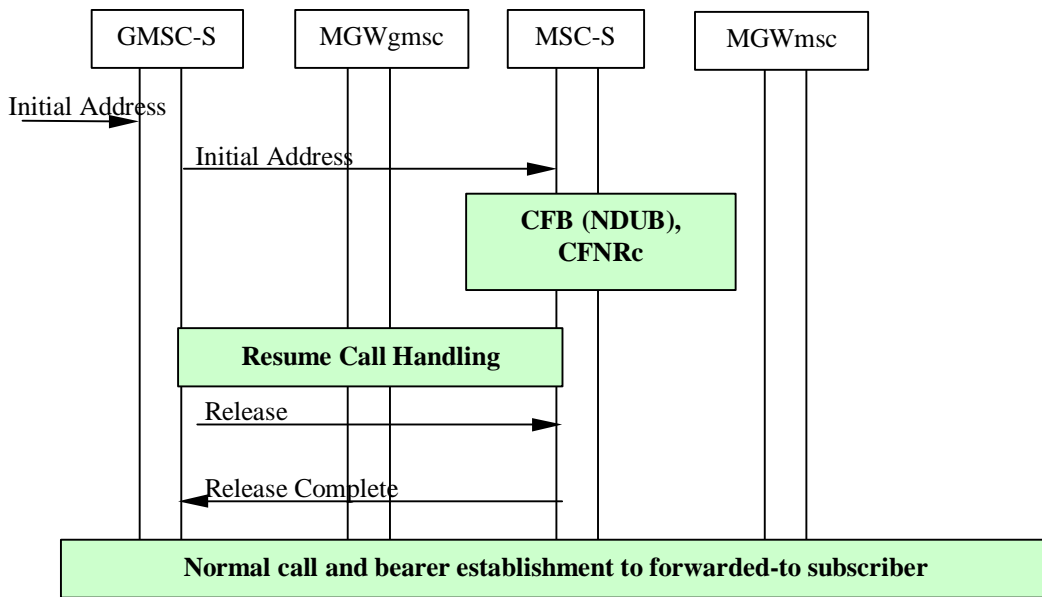 GMSC-S
MGWgmsc
MSC-S
MGWmsc
Initial Address
Initial Address
CFB (NDUB),
CFNRc
Resume Call Handling
Release
Release Complete
Normal call and bearer establishment to forwarded-to subscriber